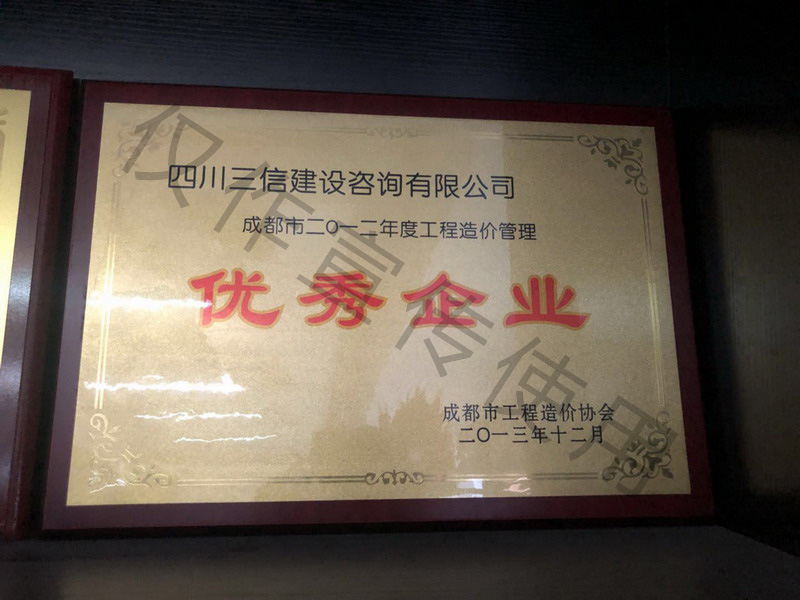 四川三信建设咨询有限公司
成都市二〇一二年度工程造价管理
优秀企业
成都市工程造价协会
二〇一三年十二月
仅作宣传使用